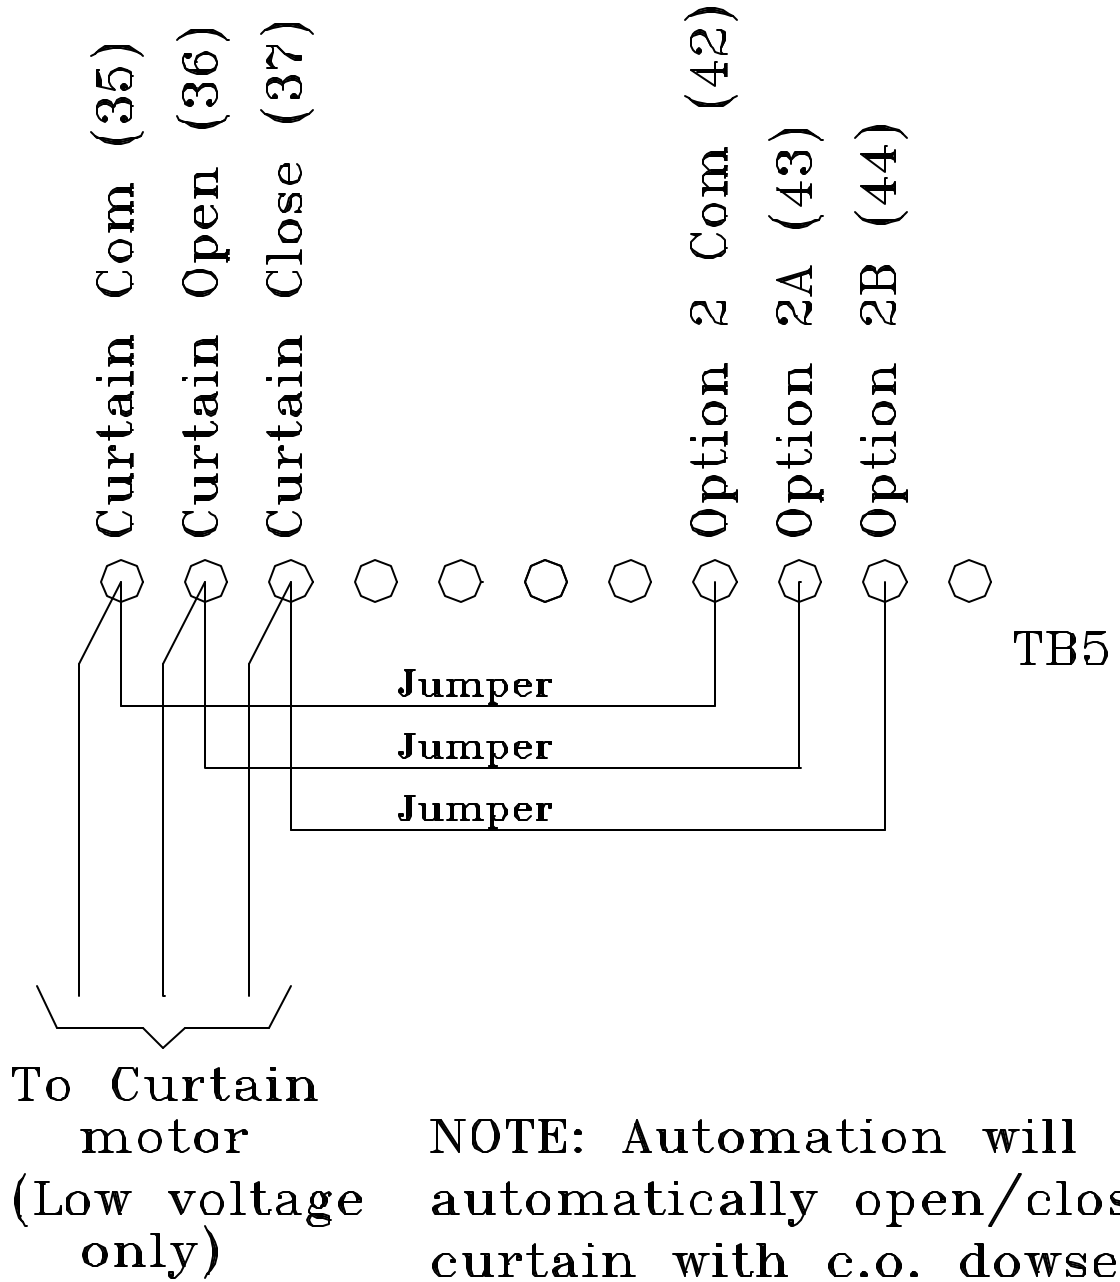 Curtain Com (35)
Curtain Open (36)
Curtain Close (37)
Option 2 Com (42)
Option 2A (43)
Option 2B (44)
TB5
Jumper
Jumper
Jumper
To Curtain
motor
(Low voltage
only)
NOTE: Automation will
automatically open/clos
curtain with c.o. dowse